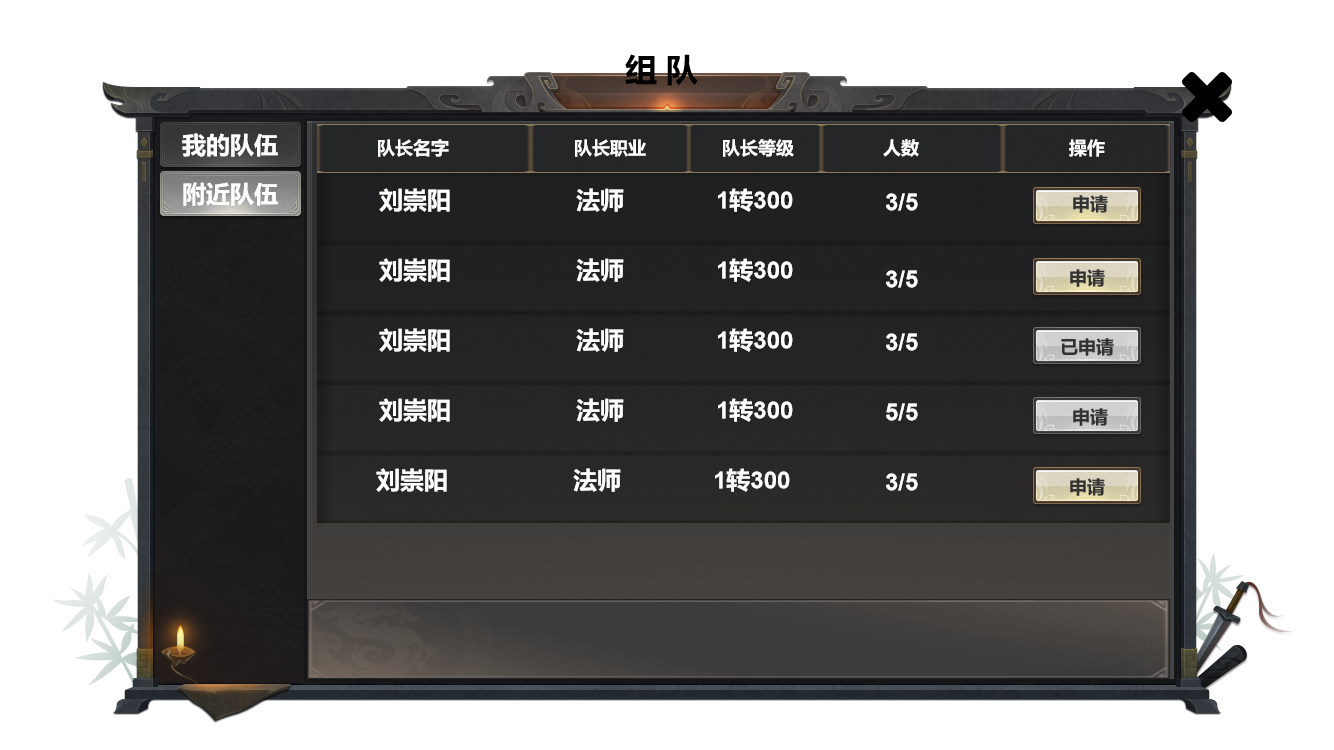 组队
我的队伍
附近队伍
队长名字 队长职业 队长等级 人数 操作
刘崇阳 法师 1转300 3/5 申请
刘崇阳 法师 1转300 3/5 申请
刘崇阳 法师 1转300 3/5 已申请
刘崇阳 法师 1转300 5/5 申请
刘崇阳 法师 1转300 3/5 申请